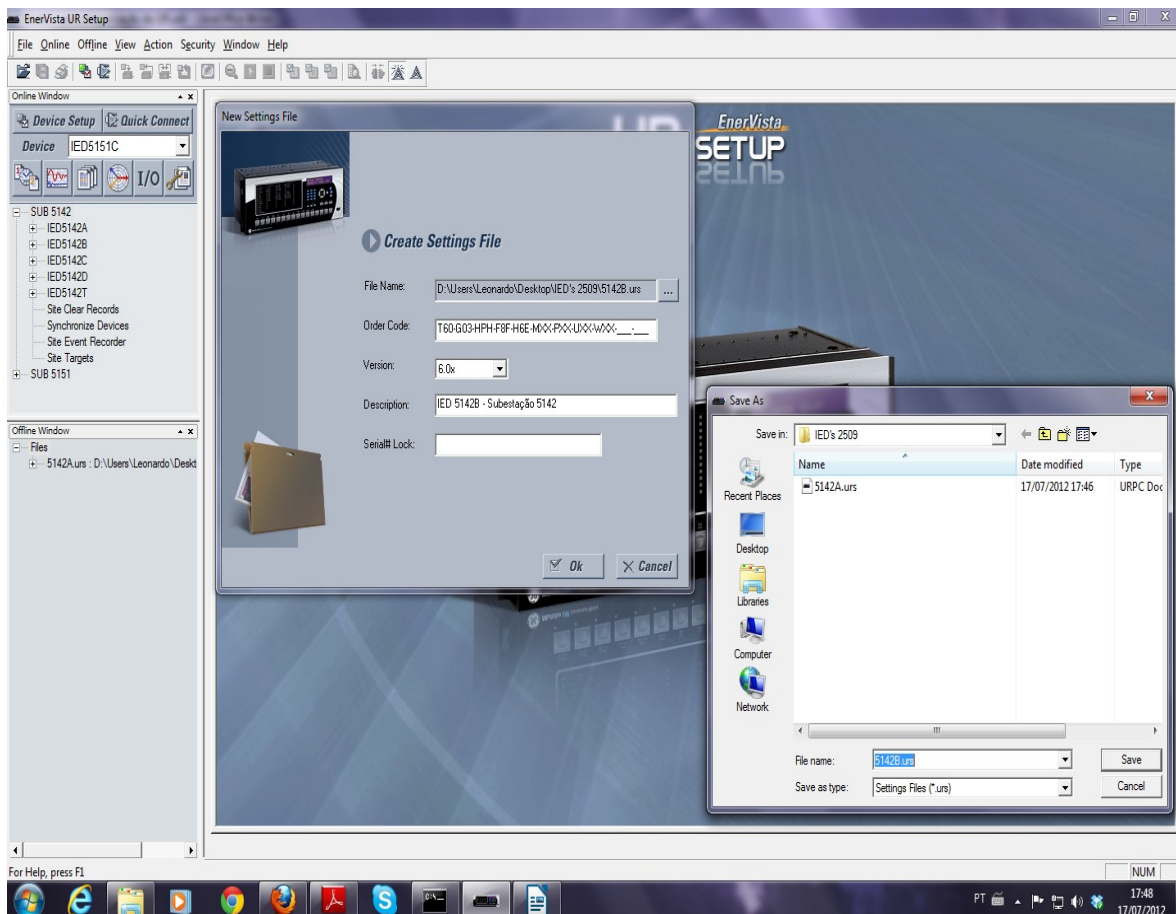 EnerVista UR Setup
File Online Offline View Action Security Window Help
Online Window
Device Setup Quick Connect
Device IED5151C
I/O
SUB 5142
IED5142A
IED5142B
IED5142C
IED5142D
IED5142T
Site Clear Records
Synchronize Devices
Site Event Recorder
Site Targets
SUB 5151
Offline Window
Files
5142A.urs : D:\Users\Leonardo\Deskt
New Settings File
Create Settings File
File Name: D:\Users\Leonardo\Desktop\IED's 2509\5142B.urs ...
Order Code: T60-G03-HPH-F8F-H6E-MXX-PXX-UXX-WXX-___-___
Version: 6.0x
Description: IED 5142B - Subestação 5142
Serial# Lock:
Ok Cancel
EnerVista
SETUP
Save As
Save in: IED's 2509
Name Date modified Type
5142A.urs 17/07/2012 17:46 URPC Doc
Recent Places
Desktop
Libraries
Computer
Network
File name: 5142B.urs Save
Save as type: Settings Files (*.urs) Cancel
For Help, press F1
NUM
PT 17:48
17/07/2012